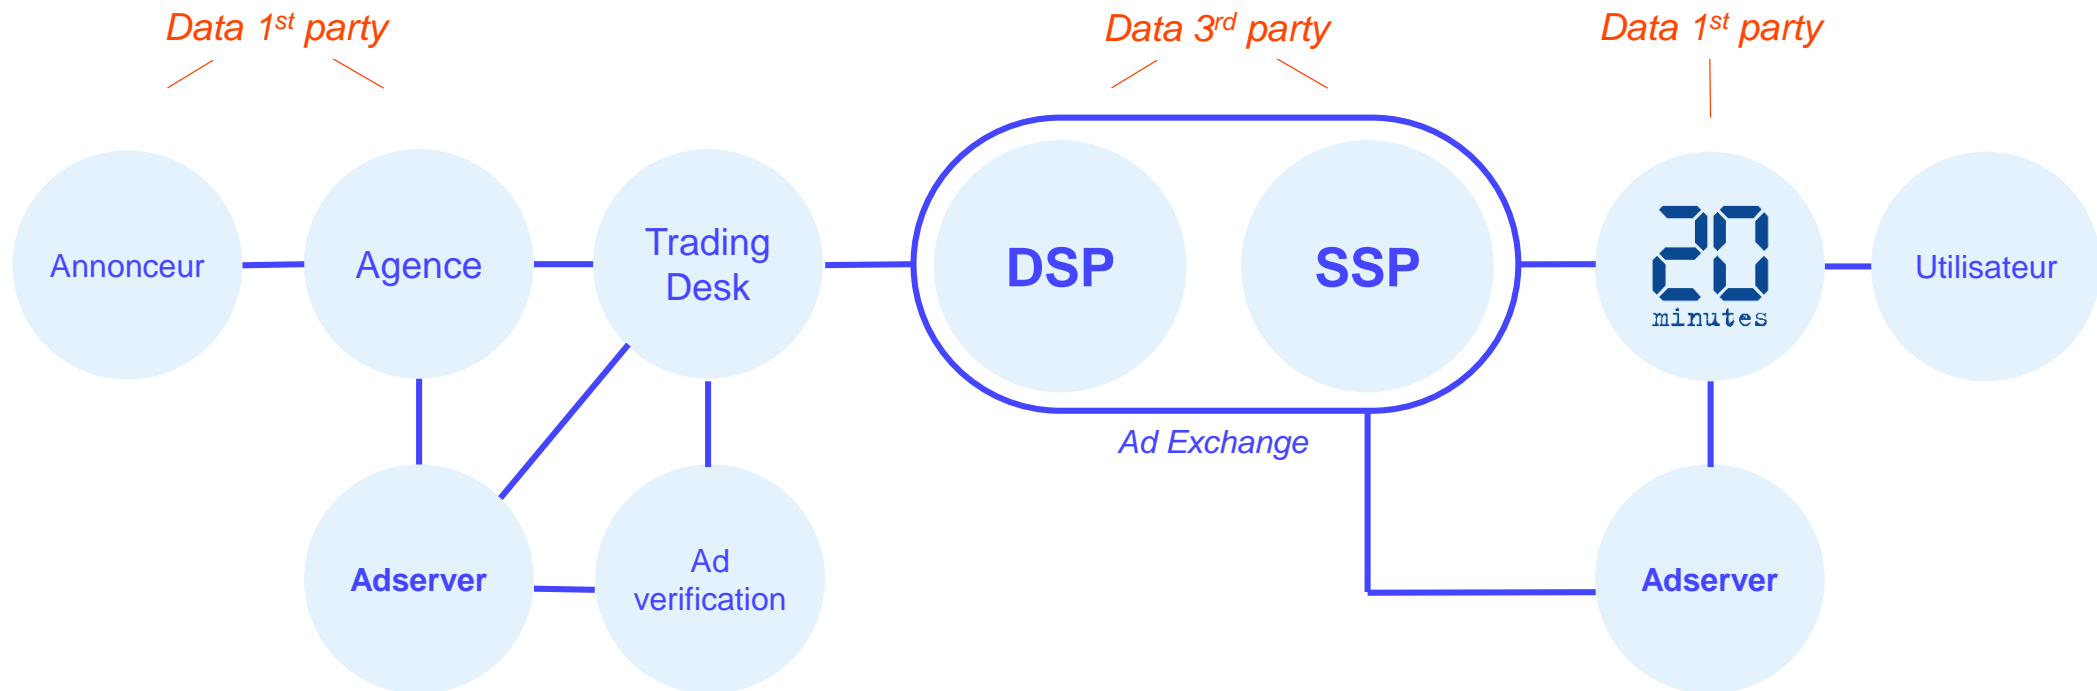 Data 1st party
Data 3rd party
Data 1st party
Annonceur
Agence
Trading
Desk
DSP
SSP
20
minutes
Utilisateur
Ad Exchange
Adserver
Ad
verification
Adserver